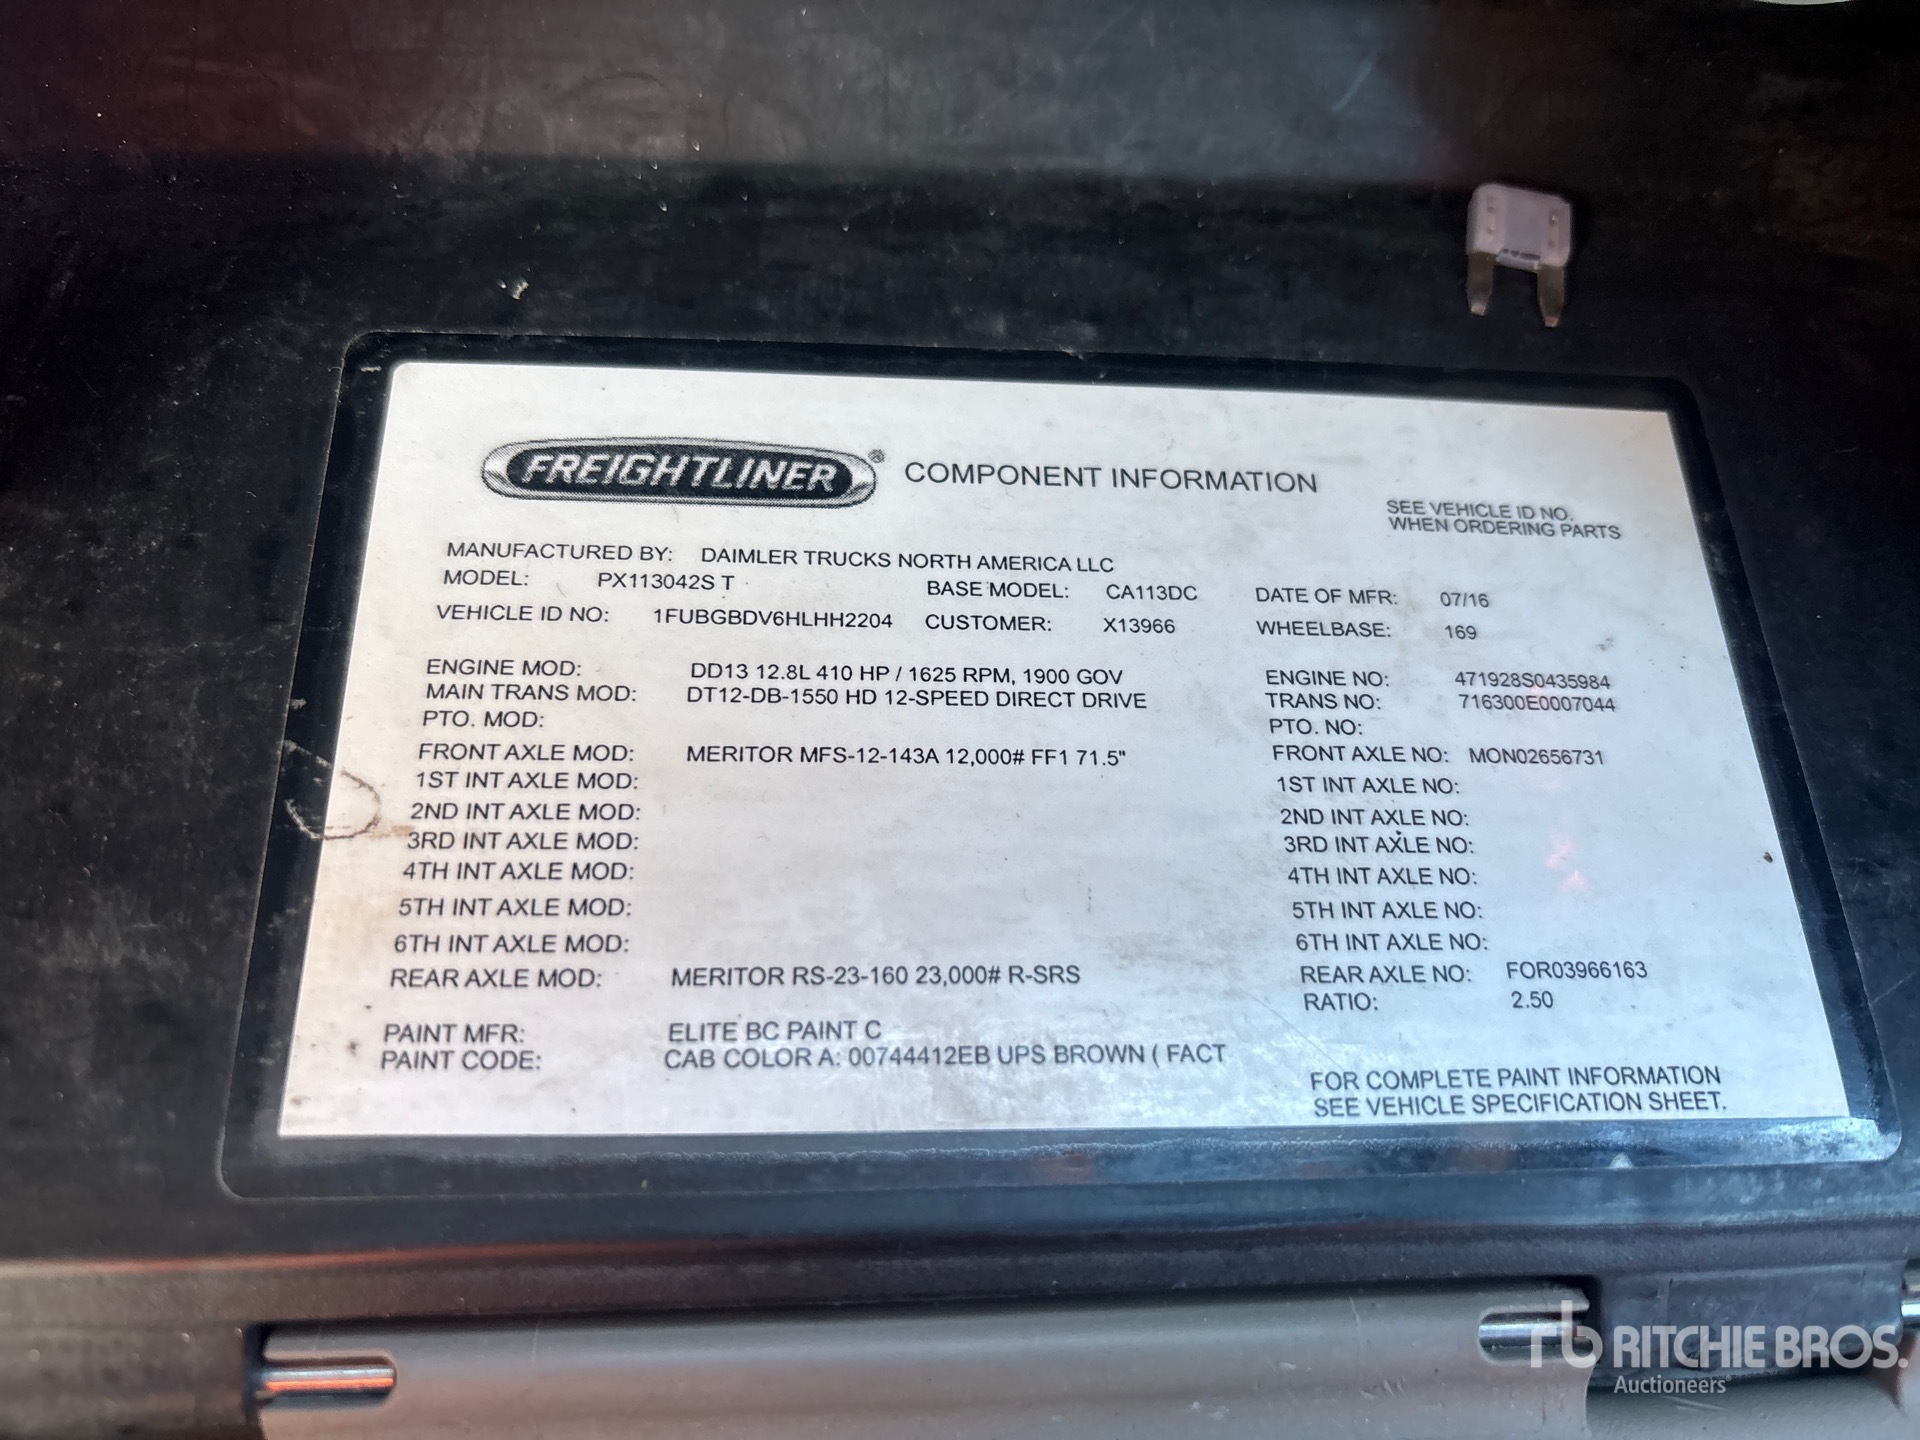 FREIGHTLINER® COMPONENT INFORMATION
SEE VEHICLE ID NO.
WHEN ORDERING PARTS
MANUFACTURED BY: DAIMLER TRUCKS NORTH AMERICA LLC
MODEL: PX113042S T BASE MODEL: CA113DC DATE OF MFR: 07/16
VEHICLE ID NO: 1FUBGBDV6HLHH2204 CUSTOMER: X13966 WHEELBASE: 169
ENGINE MOD: DD13 12.8L 410 HP / 1625 RPM, 1900 GOV ENGINE NO: 471928S0435984
MAIN TRANS MOD: DT12-DB-1550 HD 12-SPEED DIRECT DRIVE TRANS NO: 716300E0007044
PTO. MOD: PTO. NO:
FRONT AXLE MOD: MERITOR MFS-12-143A 12,000# FF1 71.5" FRONT AXLE NO: MON02656731
1ST INT AXLE MOD: 1ST INT AXLE NO:
2ND INT AXLE MOD: 2ND INT AXLE NO:
3RD INT AXLE MOD: 3RD INT AXLE NO:
4TH INT AXLE MOD: 4TH INT AXLE NO:
5TH INT AXLE MOD: 5TH INT AXLE NO:
6TH INT AXLE MOD: 6TH INT AXLE NO:
REAR AXLE MOD: MERITOR RS-23-160 23,000# R-SRS REAR AXLE NO: FOR03966163
RATIO: 2.50
PAINT MFR: ELITE BC PAINT C
PAINT CODE: CAB COLOR A: 00744412EB UPS BROWN ( FACT
FOR COMPLETE PAINT INFORMATION
SEE VEHICLE SPECIFICATION SHEET.
rb RITCHIE BROS.
Auctioneers